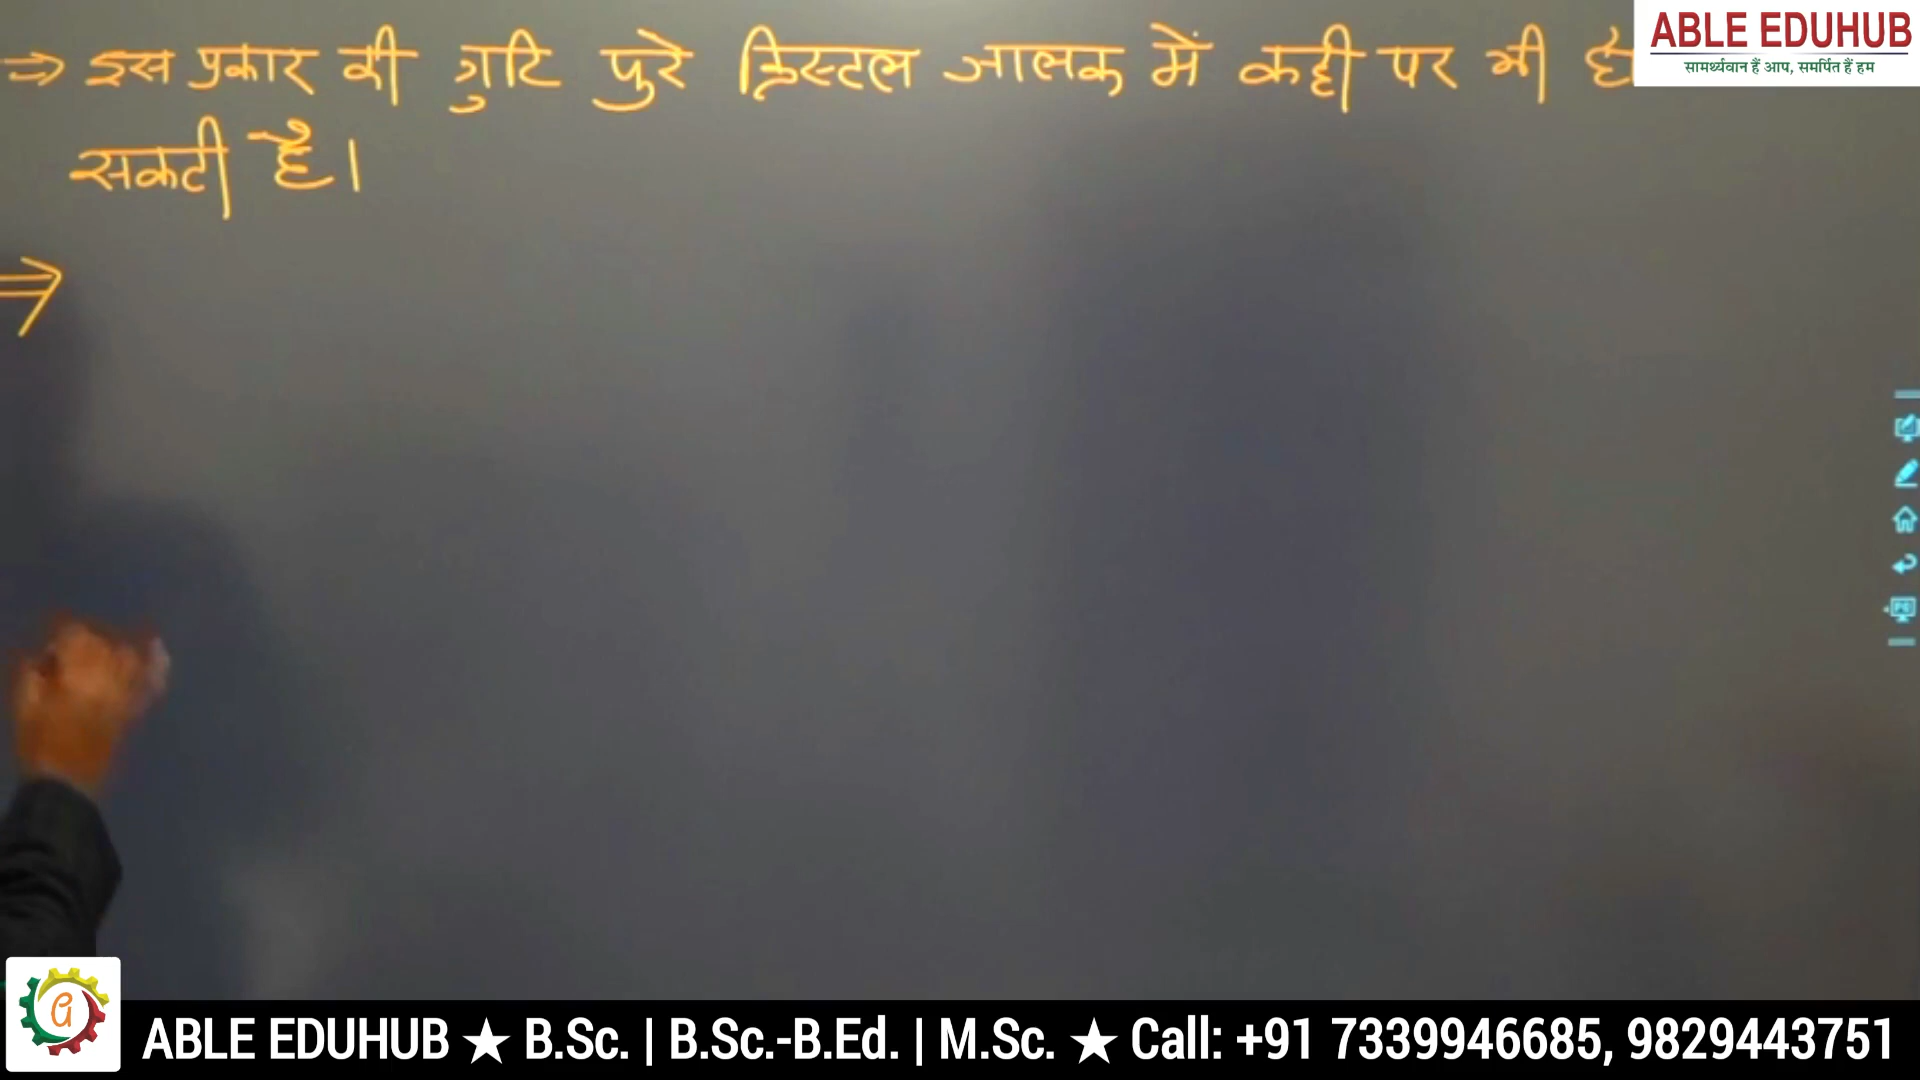 ⇒ इस प्रकार की त्रुटि पुरे क्रिस्टल जालक में कही पर भी हो
सकती है।
⇒
ABLE EDUHUB
सामर्थ्यवान हैं आप, समर्पित हैं हम
ABLE EDUHUB ★ B.Sc. | B.Sc.-B.Ed. | M.Sc. ★ Call: +91 7339946685, 9829443751